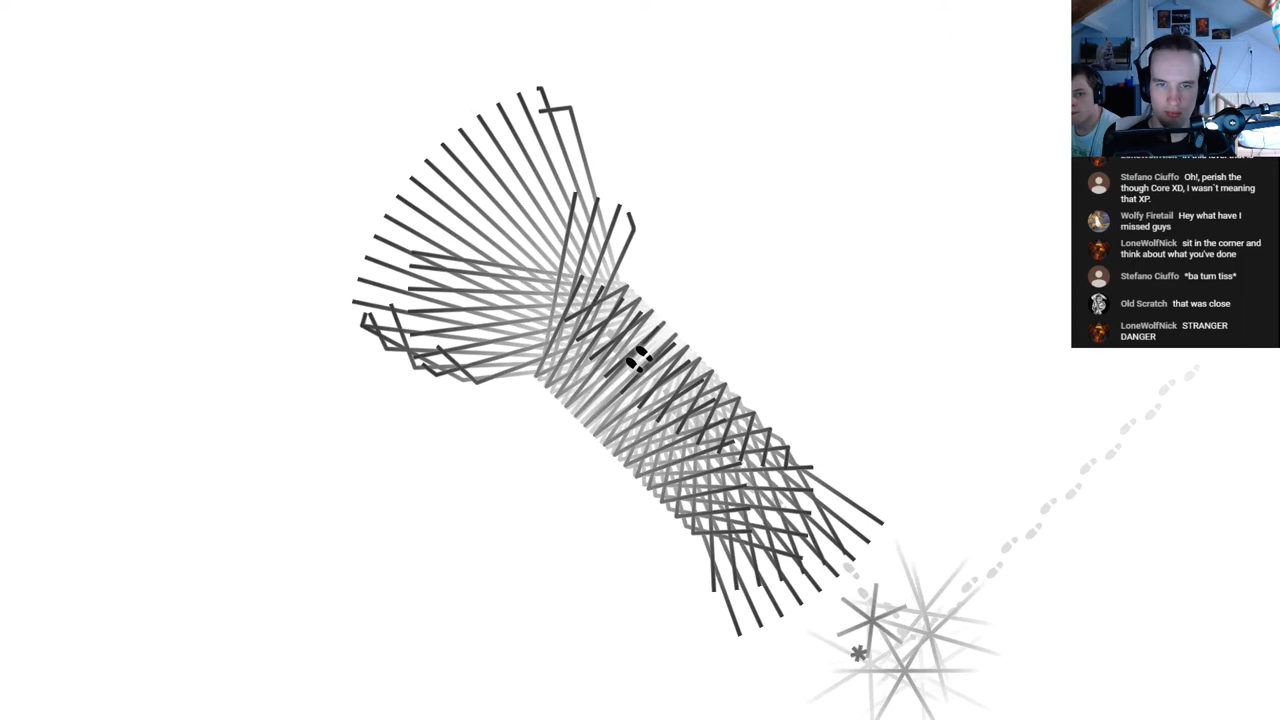 Stefano Ciuffo Oh!, perish the
though Core XD, I wasn`t meaning
that XP.
Wolfy Firetail Hey what have I
missed guys
LoneWolfNick sit in the corner and
think about what you've done
Stefano Ciuffo *ba tum tiss*
Old Scratch that was close
LoneWolfNick STRANGER
DANGER